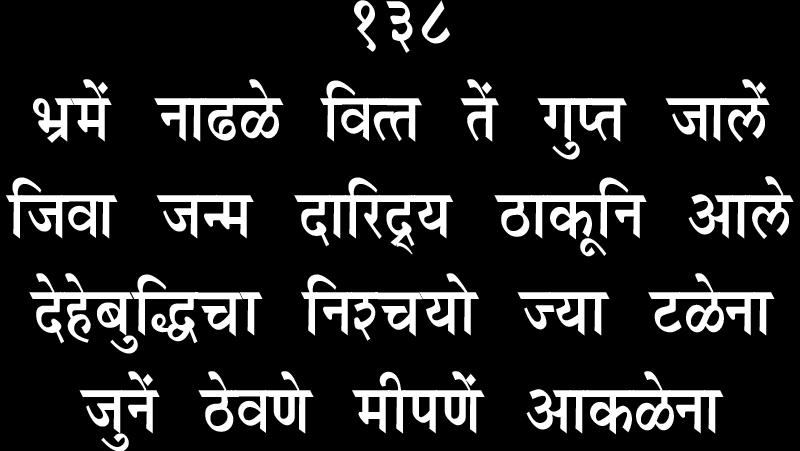 १३८
भ्रमें नाढळे वित्त तें गुप्त जालें
जिवा जन्म दारिद्र्य ठाकूनि आले
देहेबुद्धिचा निश्चयो ज्या टळेना
जुनें ठेवणे मीपणें आकळेना